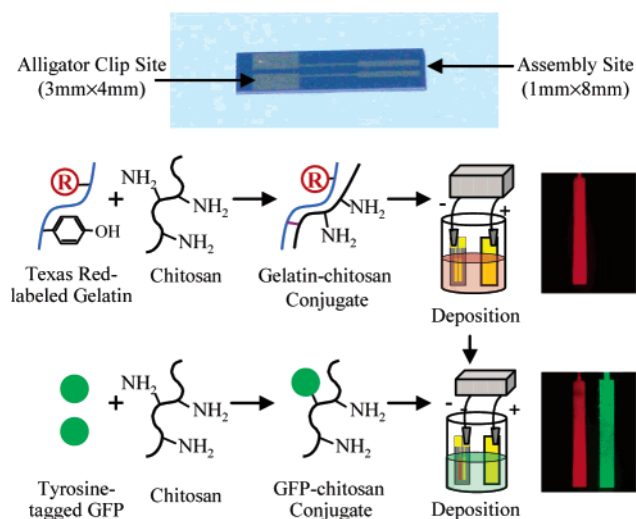 Alligator Clip Site
(3mm×4mm)
Assembly Site
(1mm×8mm)
R
OH
+
NH2
NH2
NH2
R
NH2
NH2
-
+
Texas Red-
labeled Gelatin
Chitosan
Gelatin-chitosan
Conjugate
Deposition
+
NH2
NH2
NH2
NH2
NH2
-
+
Tyrosine-
tagged GFP
Chitosan
GFP-chitosan
Conjugate
Deposition